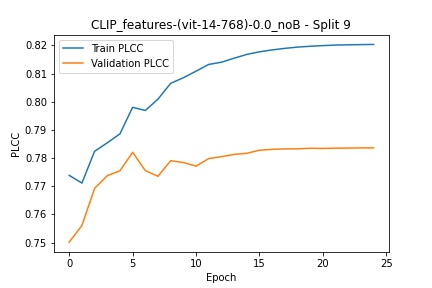 CLIP_features-(vit-14-768)-0.0_noB - Split 9
Train PLCC
Validation PLCC
0.82
0.81
0.80
0.79
0.78
0.77
0.76
0.75
PLCC
0 5 10 15 20 25
Epoch